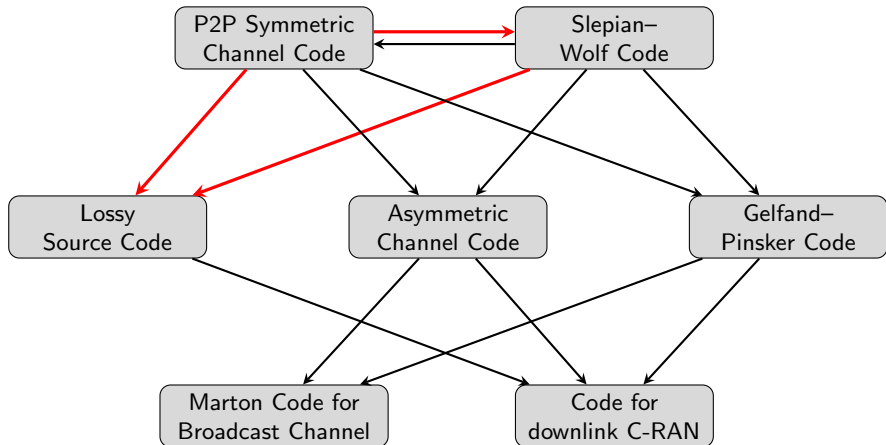 P2P Symmetric
Channel Code
Slepian–
Wolf Code
Lossy
Source Code
Asymmetric
Channel Code
Gelfand–
Pinsker Code
Marton Code for
Broadcast Channel
Code for
downlink C-RAN